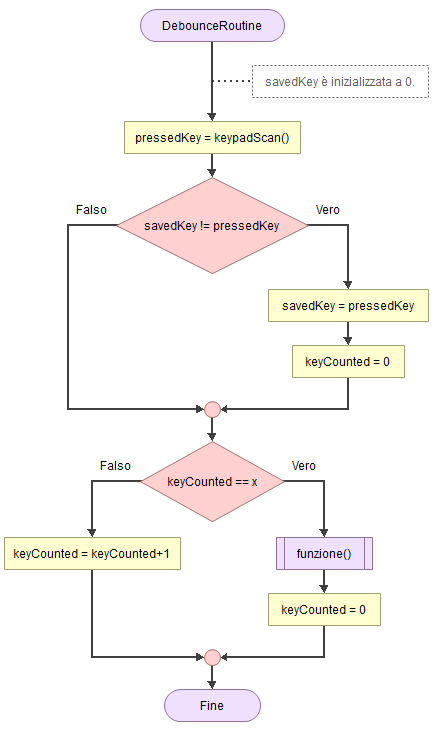 DebounceRoutine
savedKey è inizializzata a 0.
pressedKey = keypadScan()
Falso
Vero
savedKey != pressedKey
savedKey = pressedKey
keyCounted = 0
Falso
Vero
keyCounted == x
keyCounted = keyCounted+1
funzione()
keyCounted = 0
Fine